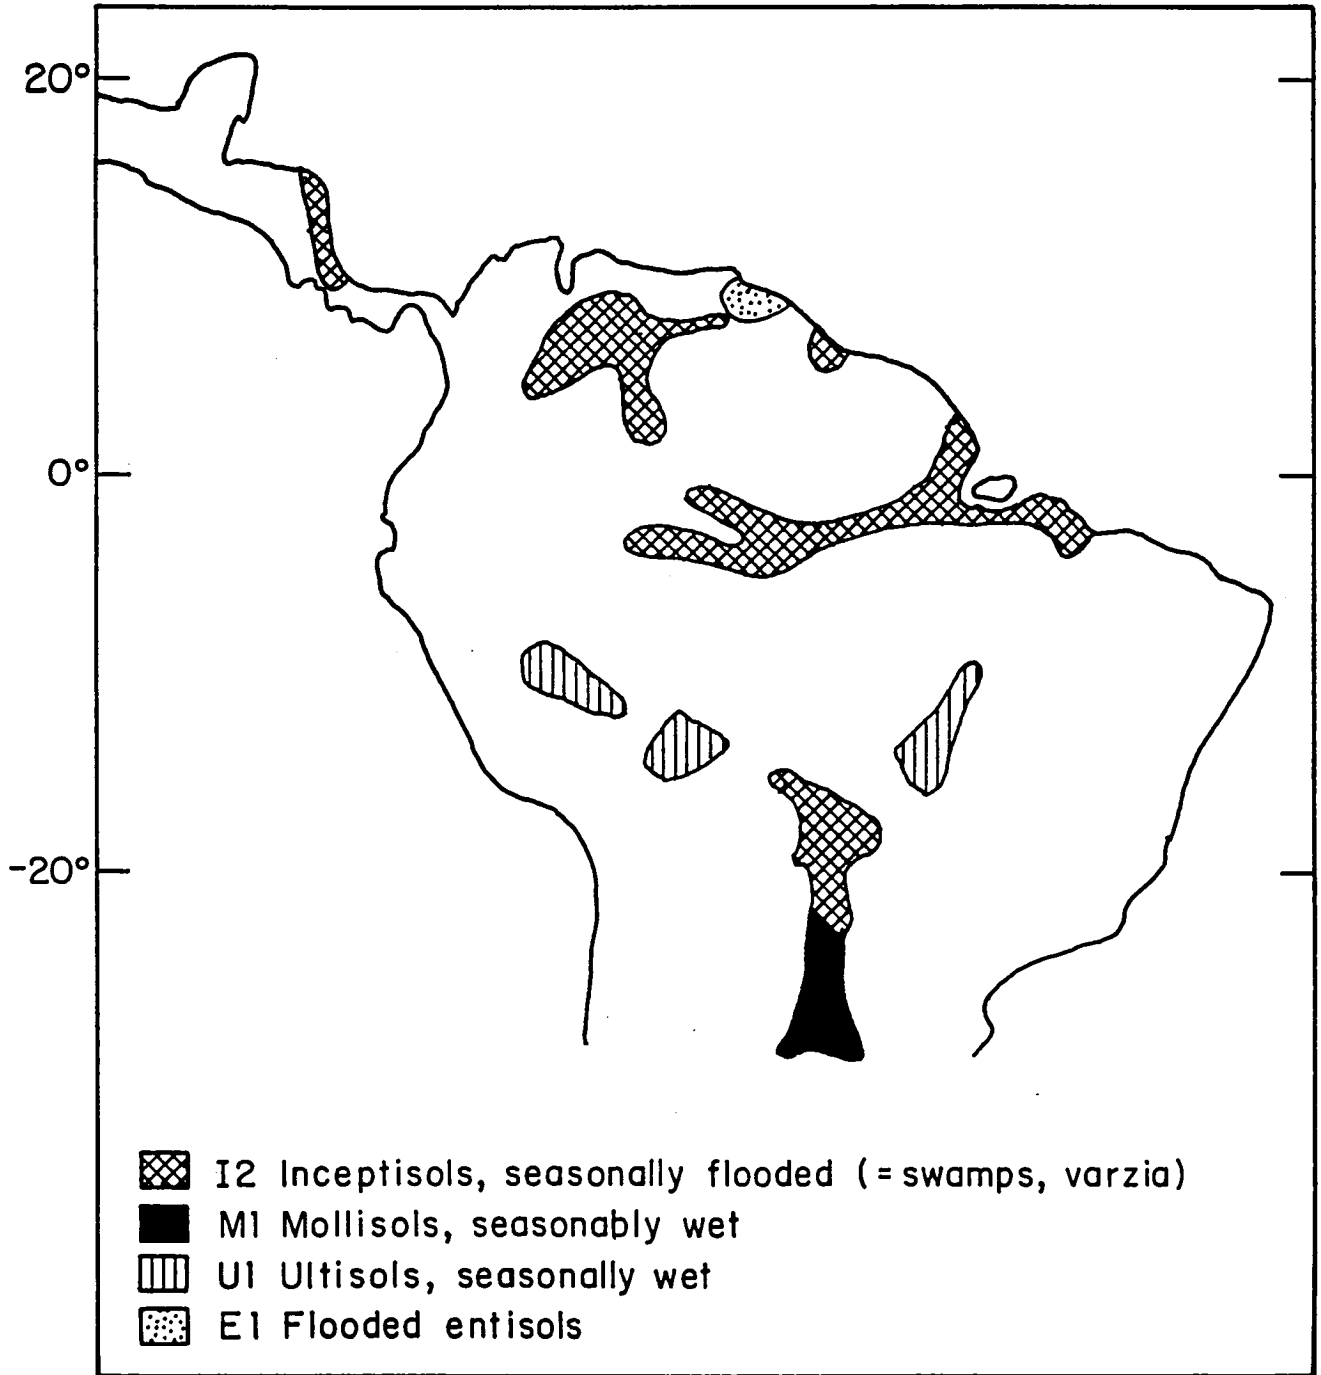 20°
0°
-20°
I2 Inceptisols, seasonally flooded (= swamps, varzia)
M1 Mollisols, seasonably wet
U1 Ultisols, seasonally wet
E1 Flooded entisols